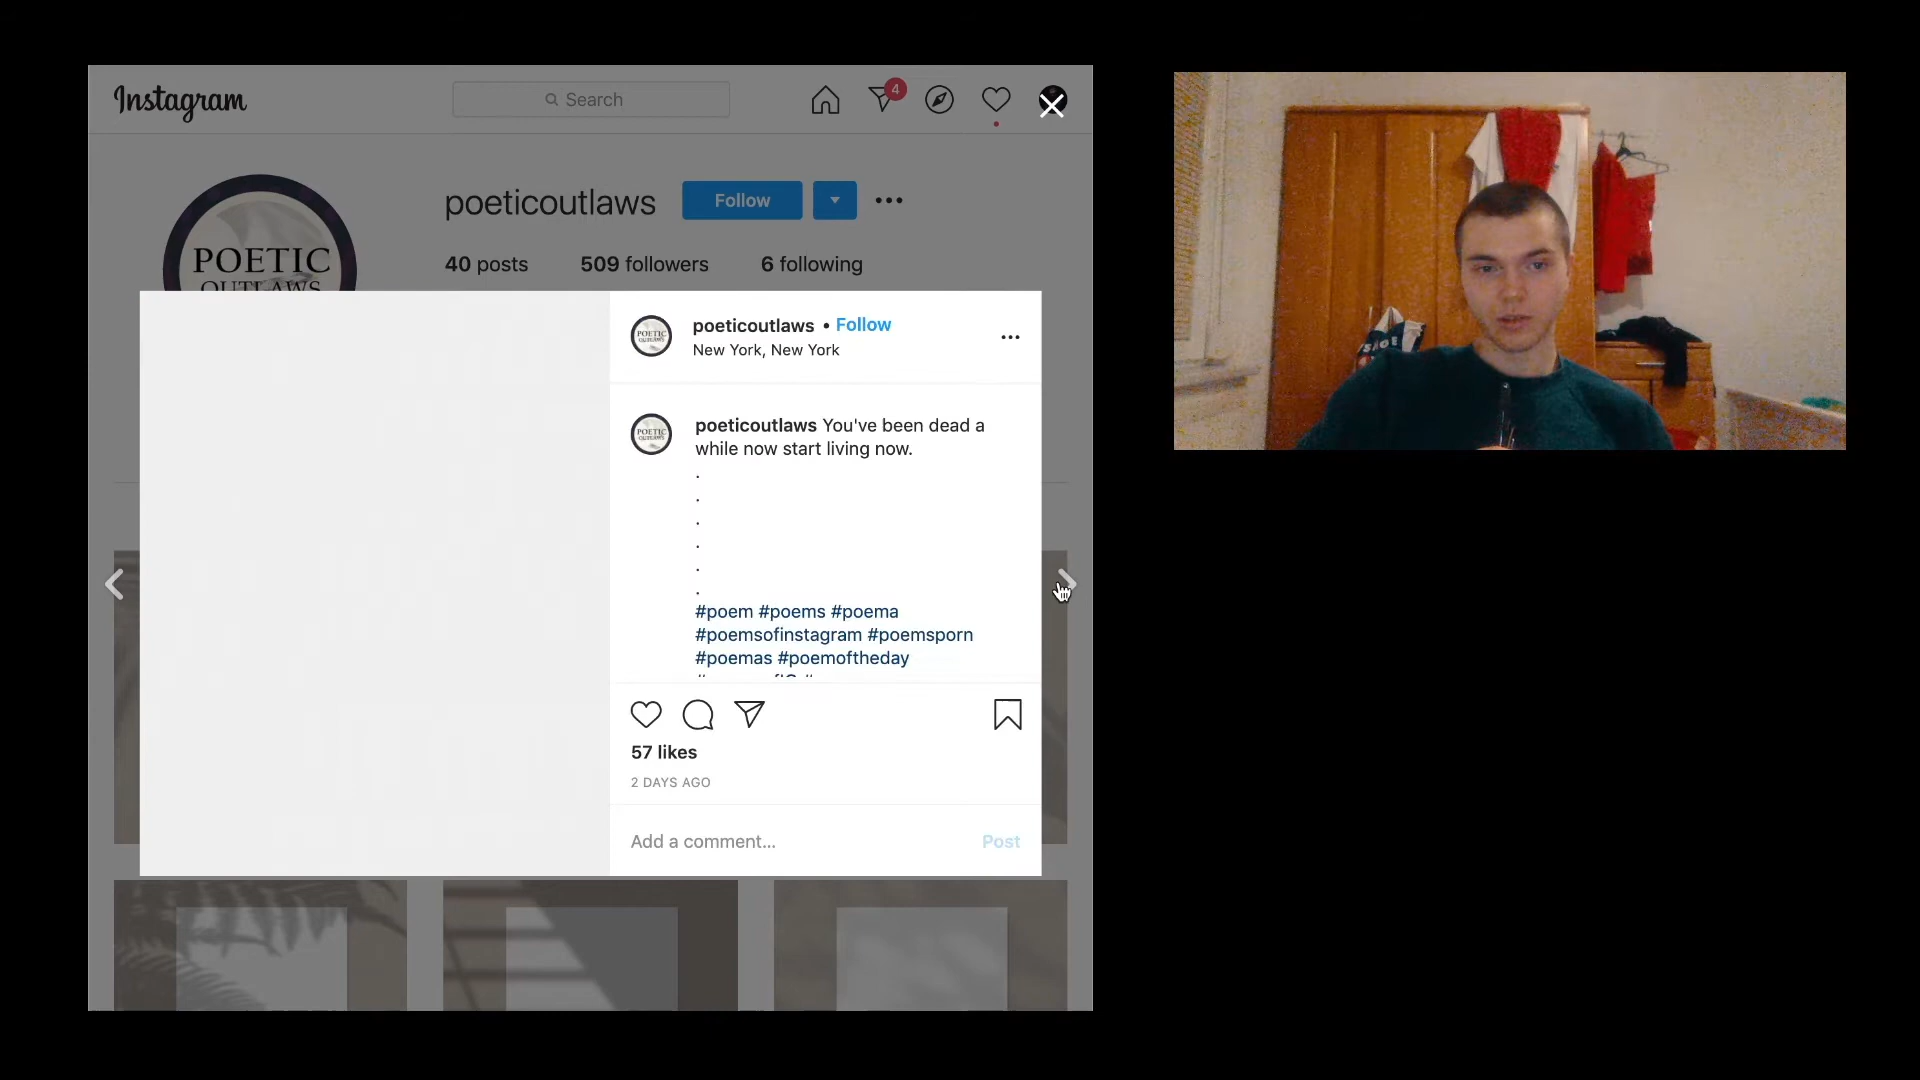 Instagram
Search
4
poeticoutlaws
Follow
40 posts
509 followers
6 following
POETIC
OUTLAWS
poeticoutlaws • Follow
New York, New York
poeticoutlaws You've been dead a
while now start living now.
.
.
.
.
.
.
#poem #poems #poema
#poemsofinstagram #poemsporn
#poemas #poemoftheday
57 likes
2 DAYS AGO
Add a comment...
Post